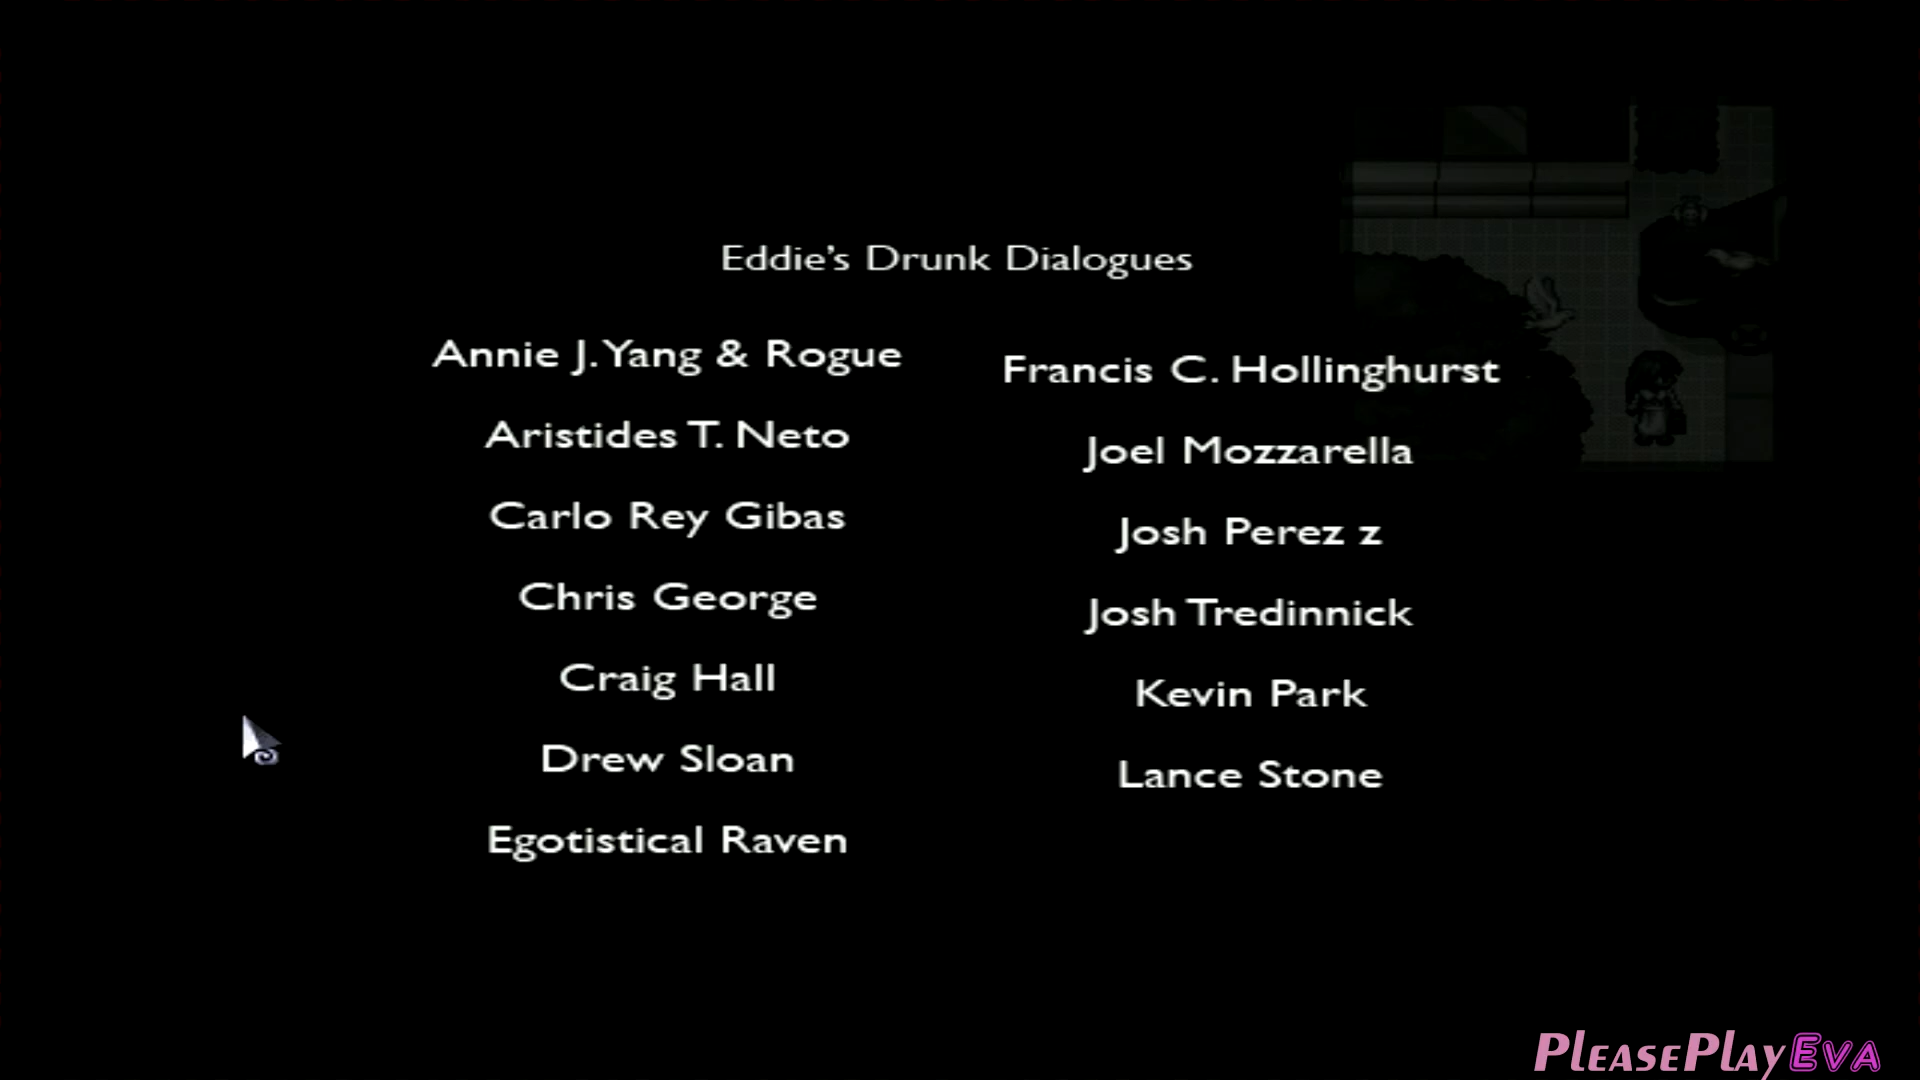 Eddie's Drunk Dialogues
Annie J. Yang & Rogue
Aristides T. Neto
Carlo Rey Gibas
Chris George
Craig Hall
Drew Sloan
Egotistical Raven
Francis C. Hollinghurst
Joel Mozzarella
Josh Perez z
Josh Tredinnick
Kevin Park
Lance Stone
PLEASEPLAYEVA